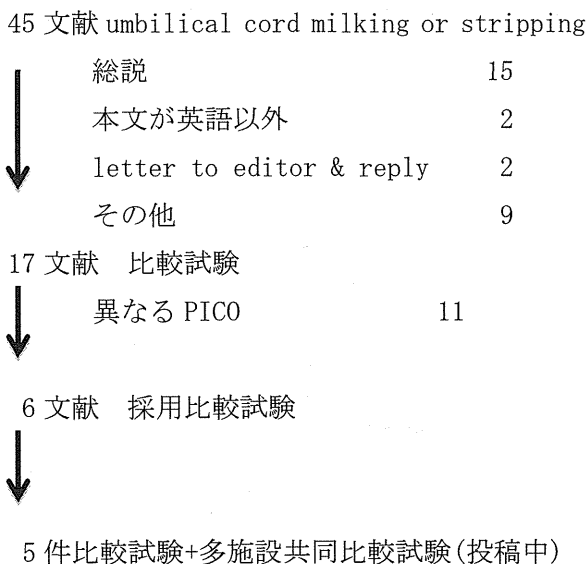 45 文献 umbilical cord milking or stripping
総説 15
本文が英語以外 2
letter to editor & reply 2
その他 9
17 文献 比較試験
異なる PICO 11
6 文献 採用比較試験
5 件比較試験+多施設共同比較試験(投稿中)